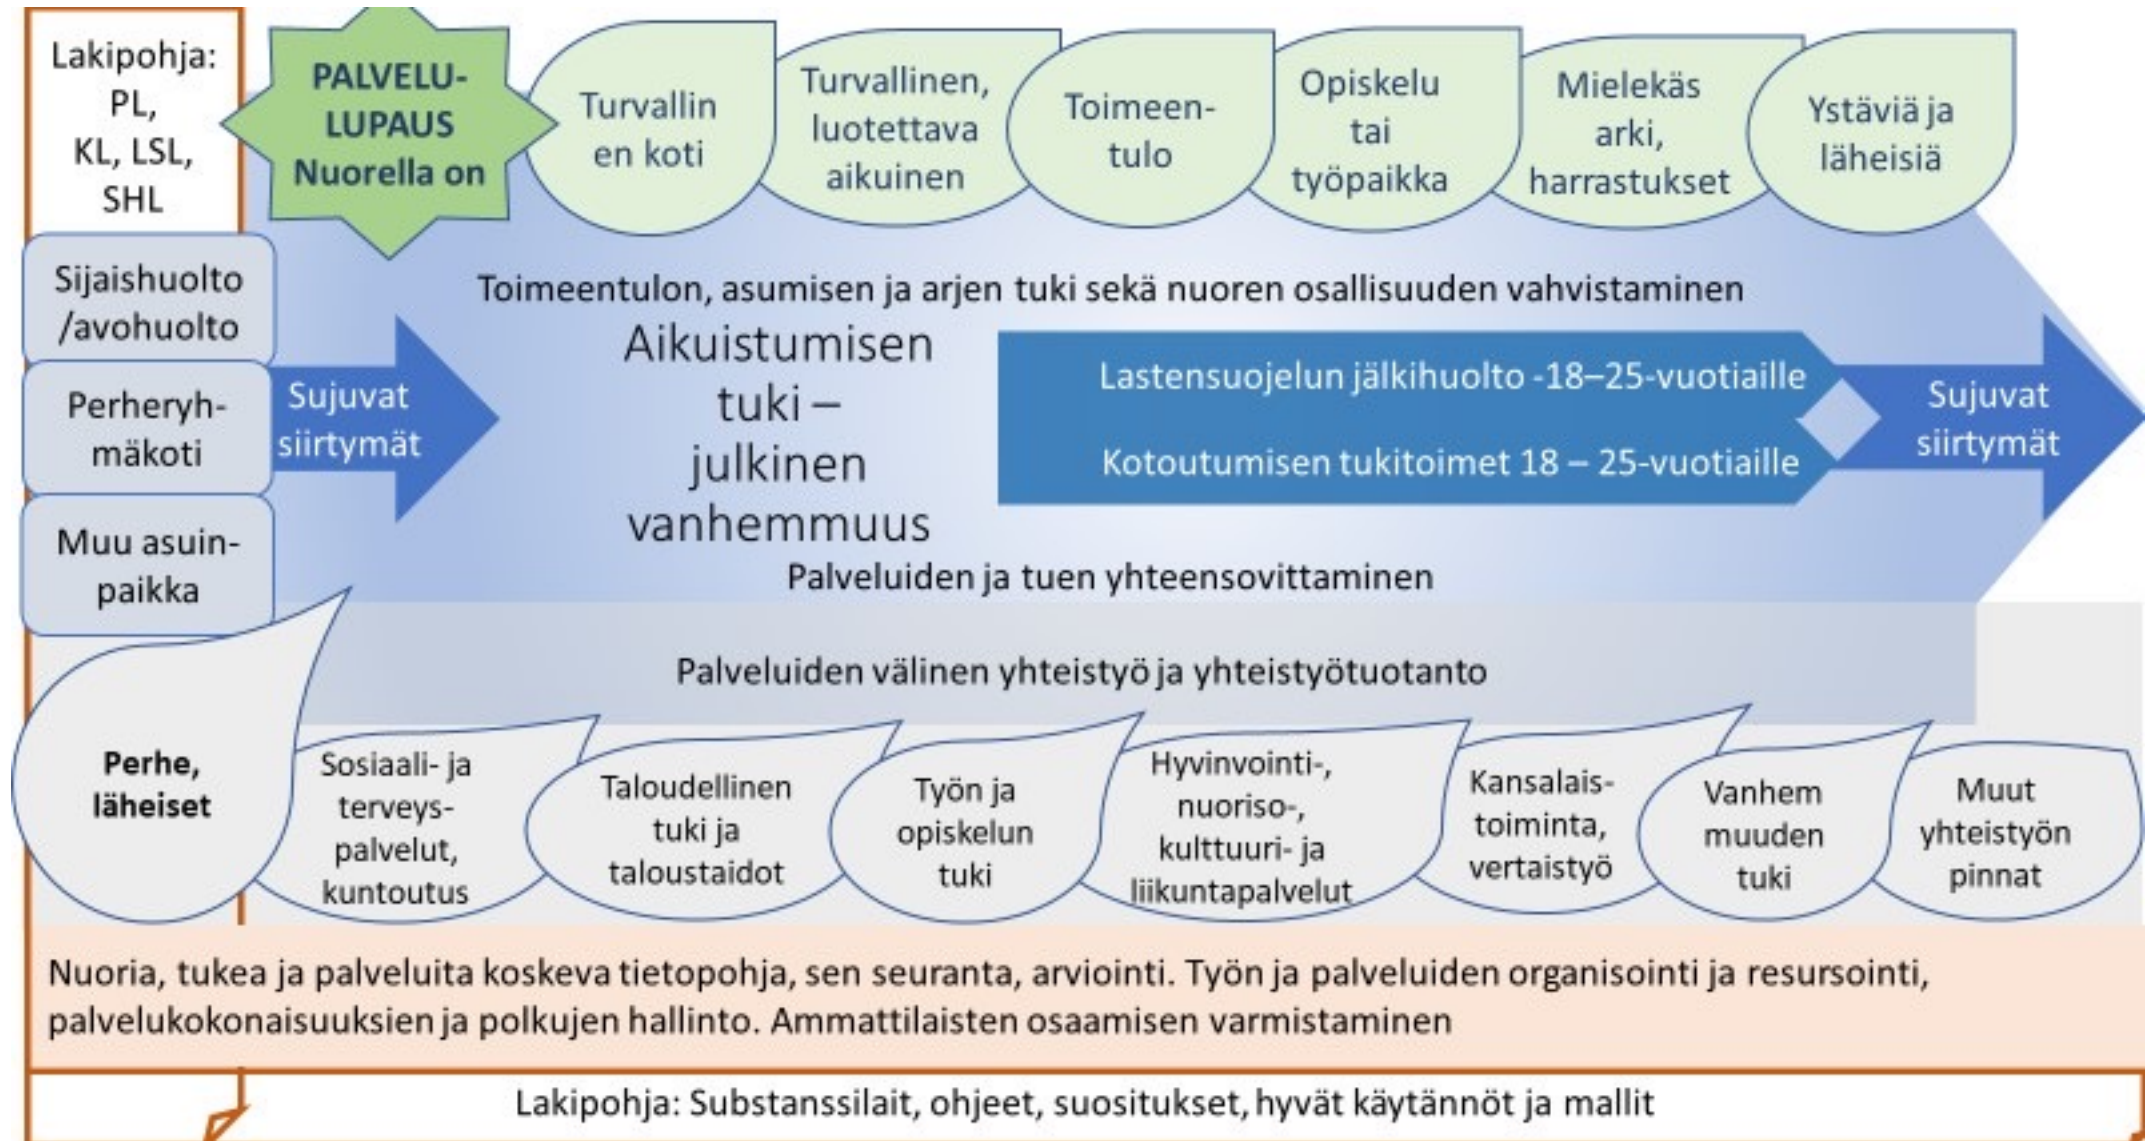 Lakipohja:
PL,
KL, LSL,
SHL
PALVELU-
LUPAUS
Nuorella on
Turvallin
en koti
Turvallinen,
luotettava
aikuinen
Toimeen-
tulo
Opiskelu
tai
työpaikka
Mielekäs
arki,
harrastukset
Ystäviä ja
läheisiä
Sijaishuolto
/avohuolto
Perheryh-
mäkoti
Muu asuin-
paikka
Sujuvat
siirtymät
Toimeentulon, asumisen ja arjen tuki sekä nuoren osallisuuden vahvistaminen
Aikuistumisen
tuki –
julkinen
vanhemmuus
Lastensuojelun jälkihuolto -18–25-vuotiaille
Kotoutumisen tukitoimet 18 – 25-vuotiaille
Sujuvat
siirtymät
Palveluiden ja tuen yhteensovittaminen
Palveluiden välinen yhteistyö ja yhteistyötuotanto
Perhe,
läheiset
Sosiaali- ja
terveys-
palvelut,
kuntoutus
Taloudellinen
tuki ja
taloustaidot
Työn ja
opiskelun
tuki
Hyvinvointi-,
nuoriso-,
kulttuuri- ja
liikuntapalvelut
Kansalais-
toiminta,
vertaistyö
Vanhem
muuden
tuki
Muut
yhteistyön
pinnat
Nuoria, tukea ja palveluita koskeva tietopohja, sen seuranta, arviointi. Työn ja palveluiden organisointi ja resursointi,
palvelukokonaisuuksien ja polkujen hallinto. Ammattilaisten osaamisen varmistaminen
Lakipohja: Substanssilait, ohjeet, suositukset, hyvät käytännöt ja mallit